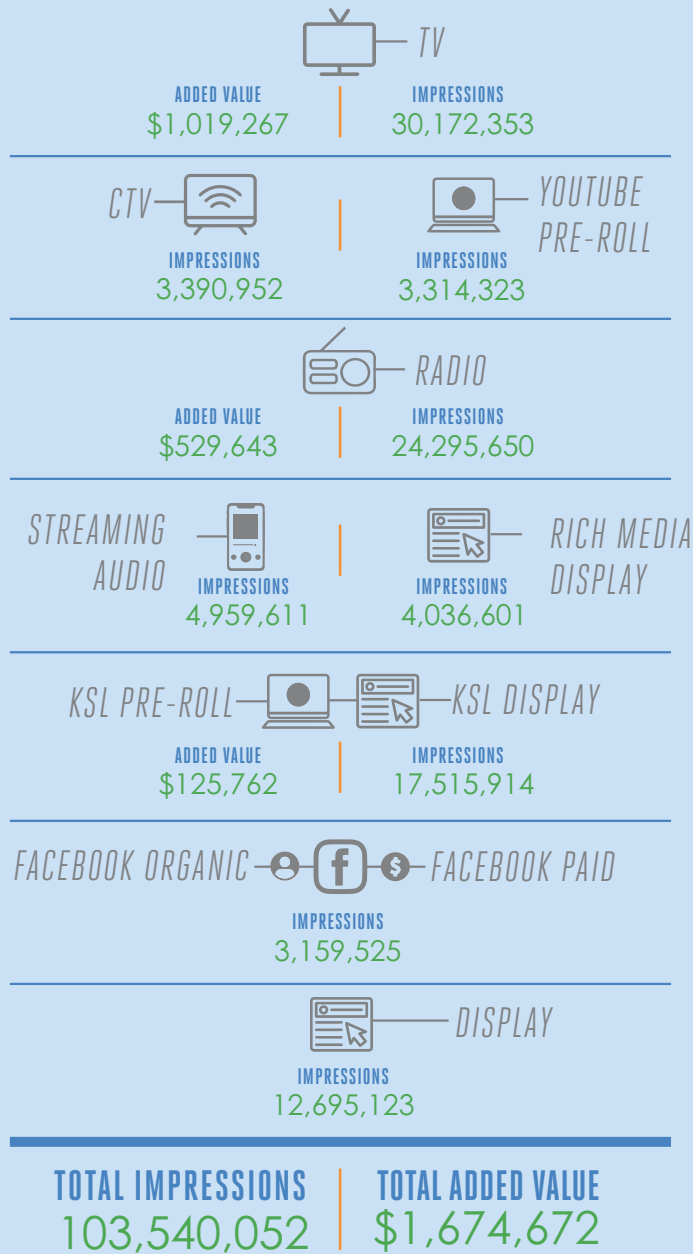 TV
ADDED VALUE
$1,019,267
IMPRESSIONS
30,172,353
CTV
IMPRESSIONS
3,390,952
YOUTUBE
PRE-ROLL
IMPRESSIONS
3,314,323
RADIO
ADDED VALUE
$529,643
IMPRESSIONS
24,295,650
STREAMING
AUDIO
IMPRESSIONS
4,959,611
RICH MEDIA
DISPLAY
IMPRESSIONS
4,036,601
KSL PRE-ROLL
KSL DISPLAY
ADDED VALUE
$125,762
IMPRESSIONS
17,515,914
FACEBOOK ORGANIC
f
$
FACEBOOK PAID
IMPRESSIONS
3,159,525
DISPLAY
IMPRESSIONS
12,695,123
TOTAL IMPRESSIONS
103,540,052
TOTAL ADDED VALUE
$1,674,672